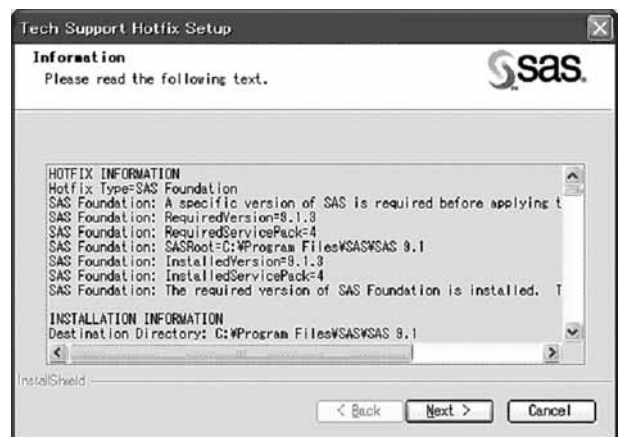 Tech Support Hotfix Setup
Information
Please read the following text.
sas
HOTFIX INFORMATION
Hotfix Type=SAS Foundation
SAS Foundation: A specific version of SAS is required before applying t
SAS Foundation: RequiredVersion=9.1.3
SAS Foundation: RequiredServicePack=4
SAS Foundation: SASRoot=C:¥Program Files¥SAS¥SAS 9.1
SAS Foundation: InstalledVersion=9.1.3
SAS Foundation: InstalledServicePack=4
SAS Foundation: The required version of SAS Foundation is installed. T
INSTALLATION INFORMATION
Destination Directory: C:¥Program Files¥SAS¥SAS 9.1
InstallShield
< Back Next > Cancel